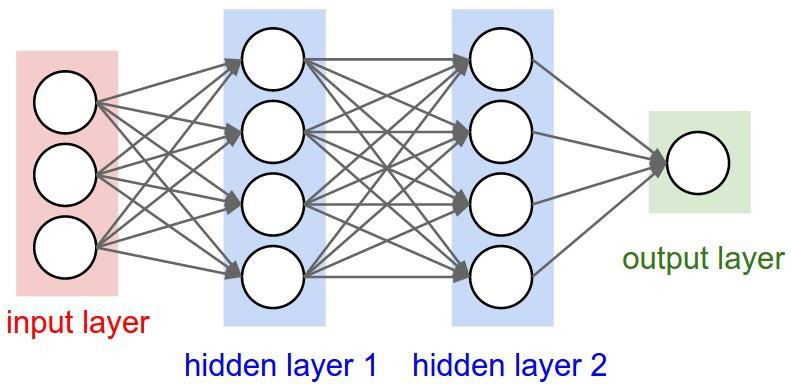 input layer
hidden layer 1
hidden layer 2
output layer